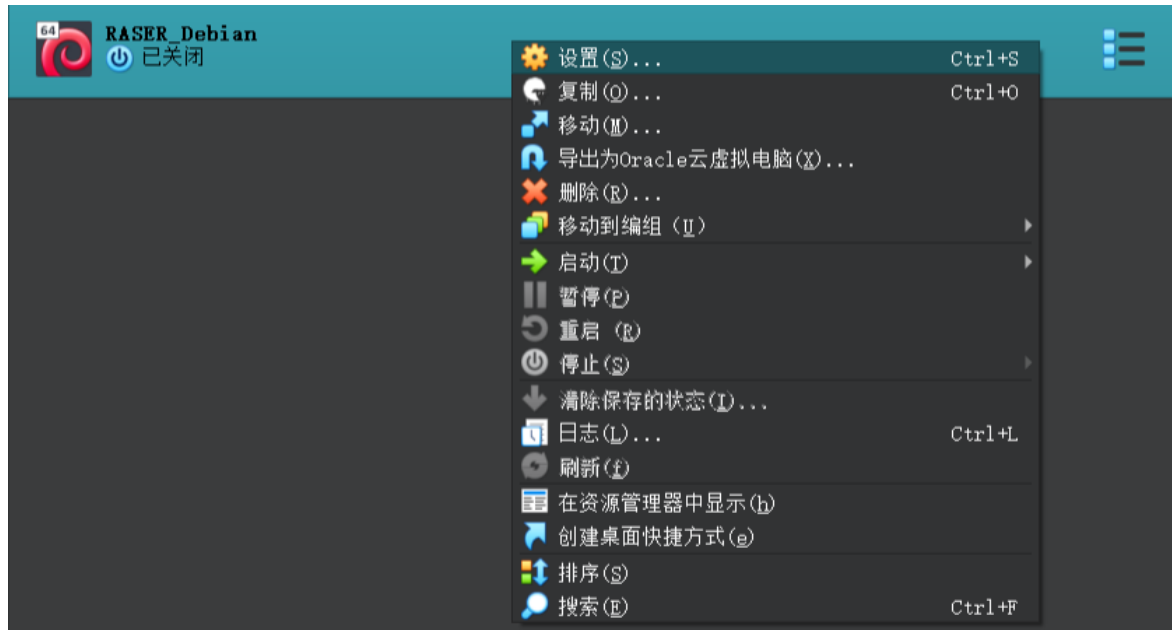 64
RASER_Debian
已关闭
设置(S)... Ctrl+S
复制(O)... Ctrl+O
移动(M)...
导出为Oracle云虚拟电脑(X)...
删除(R)...
移动到编组 (U)
启动(T)
暂停(P)
重启 (R)
停止(S)
清除保存的状态(I)...
日志(L)... Ctrl+L
刷新(f)
在资源管理器中显示(h)
创建桌面快捷方式(e)
排序(S)
搜索(E) Ctrl+F